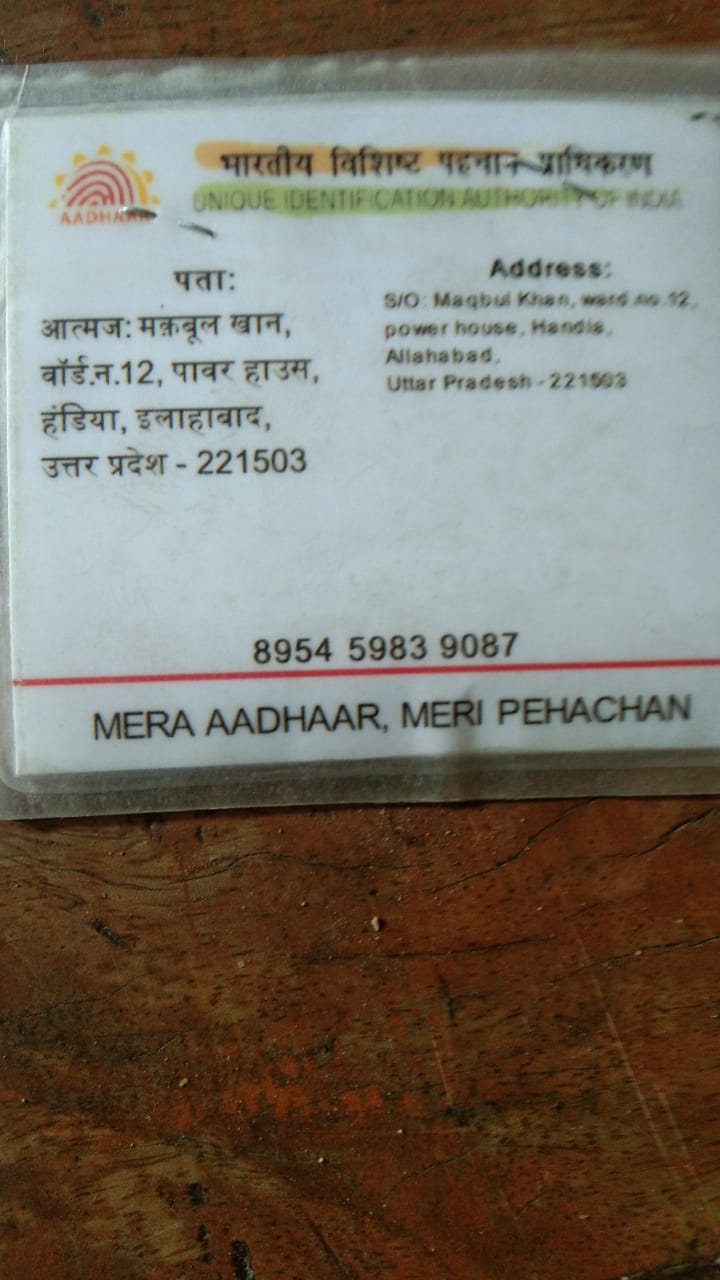 भारतीय विशिष्ट पहचान प्राधिकरण
UNIQUE IDENTIFICATION AUTHORITY OF INDIA
AADHAAR
पता:
आत्मज: मक़बूल खान,
वॉर्ड.न.12, पावर हाउस,
हंडिया, इलाहाबाद,
उत्तर प्रदेश - 221503
Address:
S/O: Maqbul Khan, ward.no.12,
power house, Handia,
Allahabad,
Uttar Pradesh - 221503
8954 5983 9087
MERA AADHAAR, MERI PEHACHAN